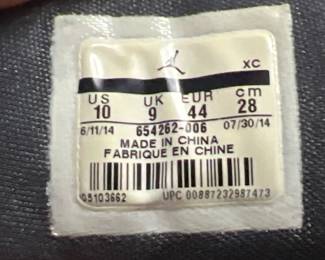 XC
US UK EUR cm
10 9 44 28
6/11/14 654262-006 07/30/14
MADE IN CHINA
FABRIQUE EN CHINE
05103662 UPC 00887232987473